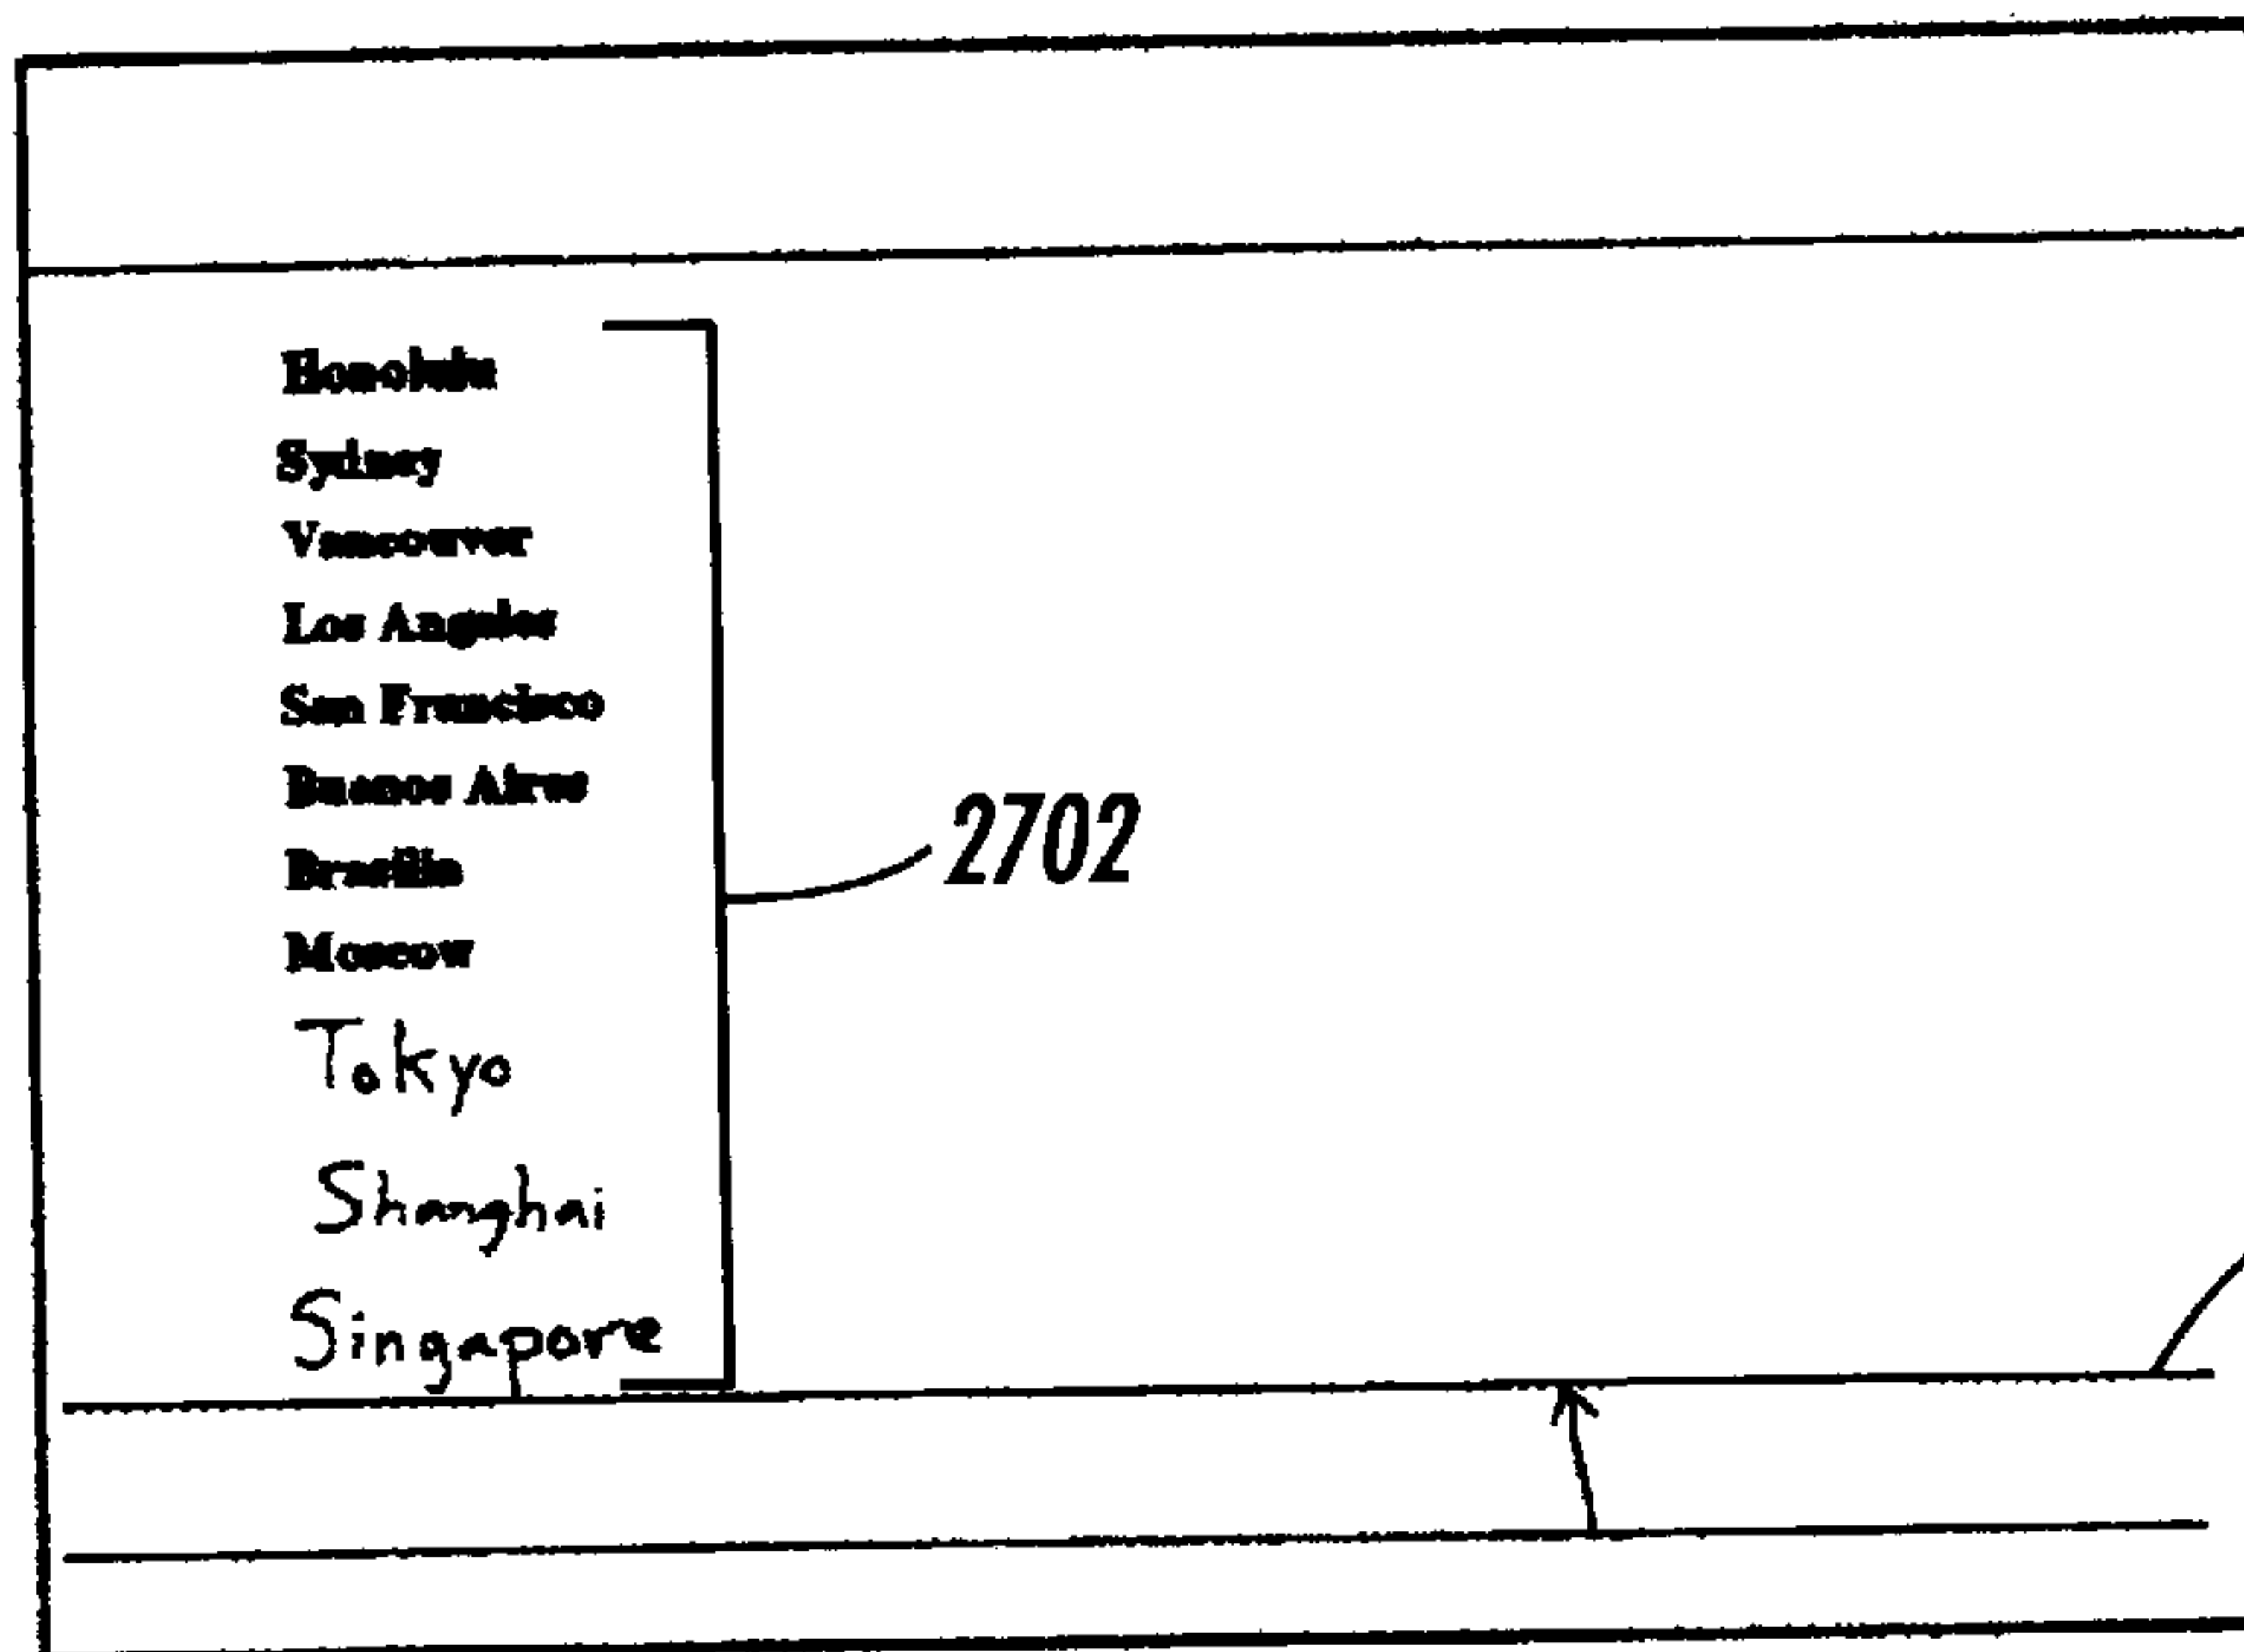 Honolulu
Sydney
Vancouver
Los Angeles
San Francisco
Buenos Aires
Brasilia
Moscow
Tokyo
Shanghai
Singapore
2702